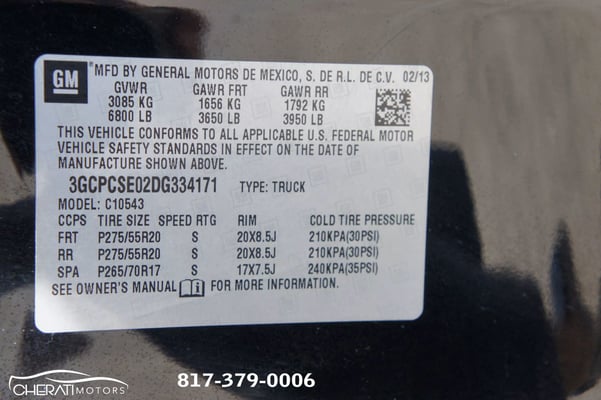 GM
MFD BY GENERAL MOTORS DE MEXICO, S. DE R.L. DE C.V. 02/13
GVWR GAWR FRT GAWR RR
3085 KG 1656 KG 1792 KG
6800 LB 3650 LB 3950 LB
THIS VEHICLE CONFORMS TO ALL APPLICABLE U.S. FEDERAL MOTOR
VEHICLE SAFETY STANDARDS IN EFFECT ON THE DATE OF
MANUFACTURE SHOWN ABOVE.
3GCPCSE02DG334171 TYPE: TRUCK
MODEL: C10543
CCPS TIRE SIZE SPEED RTG RIM COLD TIRE PRESSURE
FRT P275/55R20 S 20X8.5J 210KPA(30PSI)
RR P275/55R20 S 20X8.5J 210KPA(30PSI)
SPA P265/70R17 S 17X7.5J 240KPA(35PSI)
SEE OWNER'S MANUAL FOR MORE INFORMATION.
CHERATI MOTORS
817-379-0006